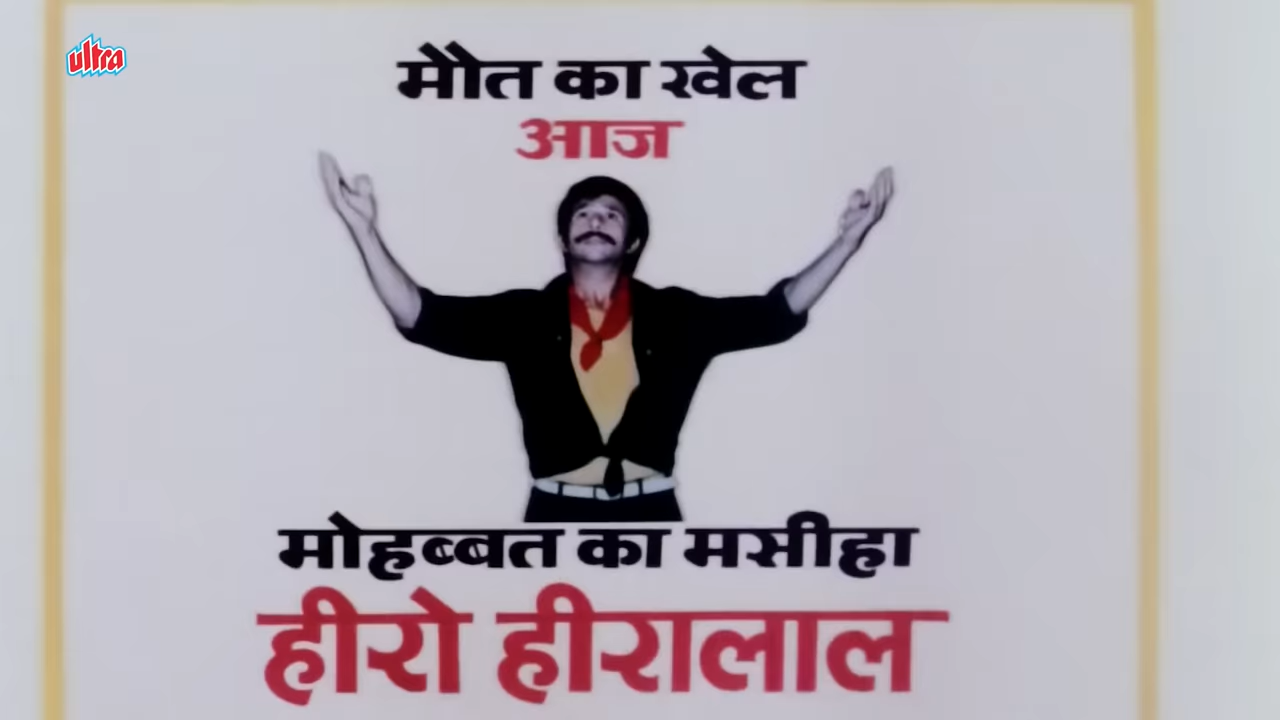 ultra
मौत का खेल
आज
मोहब्बत का मसीहा
हीरो हीरालाल